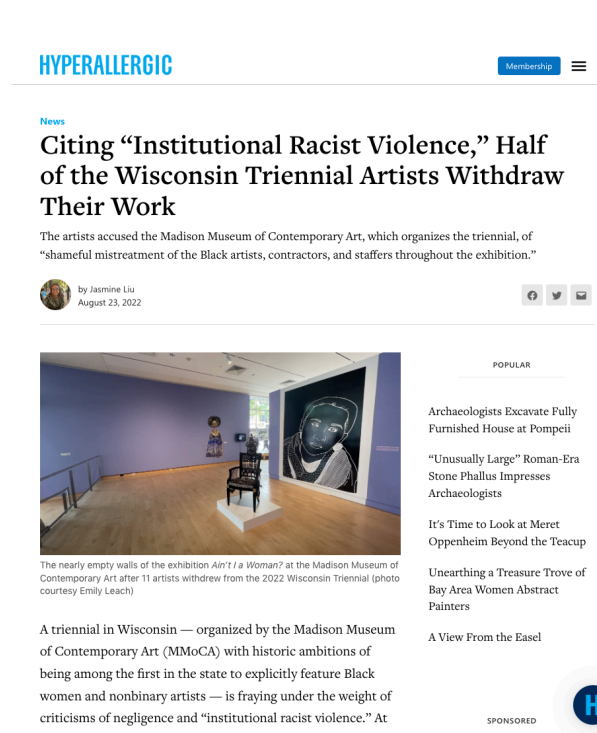 HYPERALLERGIC
Membership
News
Citing “Institutional Racist Violence,” Half
of the Wisconsin Triennial Artists Withdraw
Their Work
The artists accused the Madison Museum of Contemporary Art, which organizes the triennial, of
“shameful mistreatment of the Black artists, contractors, and staffers throughout the exhibition.”
by Jasmine Liu
August 23, 2022
The nearly empty walls of the exhibition Ain't I a Woman? at the Madison Museum of
Contemporary Art after 11 artists withdrew from the 2022 Wisconsin Triennial (photo
courtesy Emily Leach)
A triennial in Wisconsin — organized by the Madison Museum
of Contemporary Art (MMoCA) with historic ambitions of
being among the first in the state to explicitly feature Black
women and nonbinary artists — is fraying under the weight of
criticisms of negligence and “institutional racist violence.” At
POPULAR
Archaeologists Excavate Fully
Furnished House at Pompeii
“Unusually Large” Roman-Era
Stone Phallus Impresses
Archaeologists
It's Time to Look at Meret
Oppenheim Beyond the Teacup
Unearthing a Treasure Trove of
Bay Area Women Abstract
Painters
A View From the Easel
SPONSORED
H